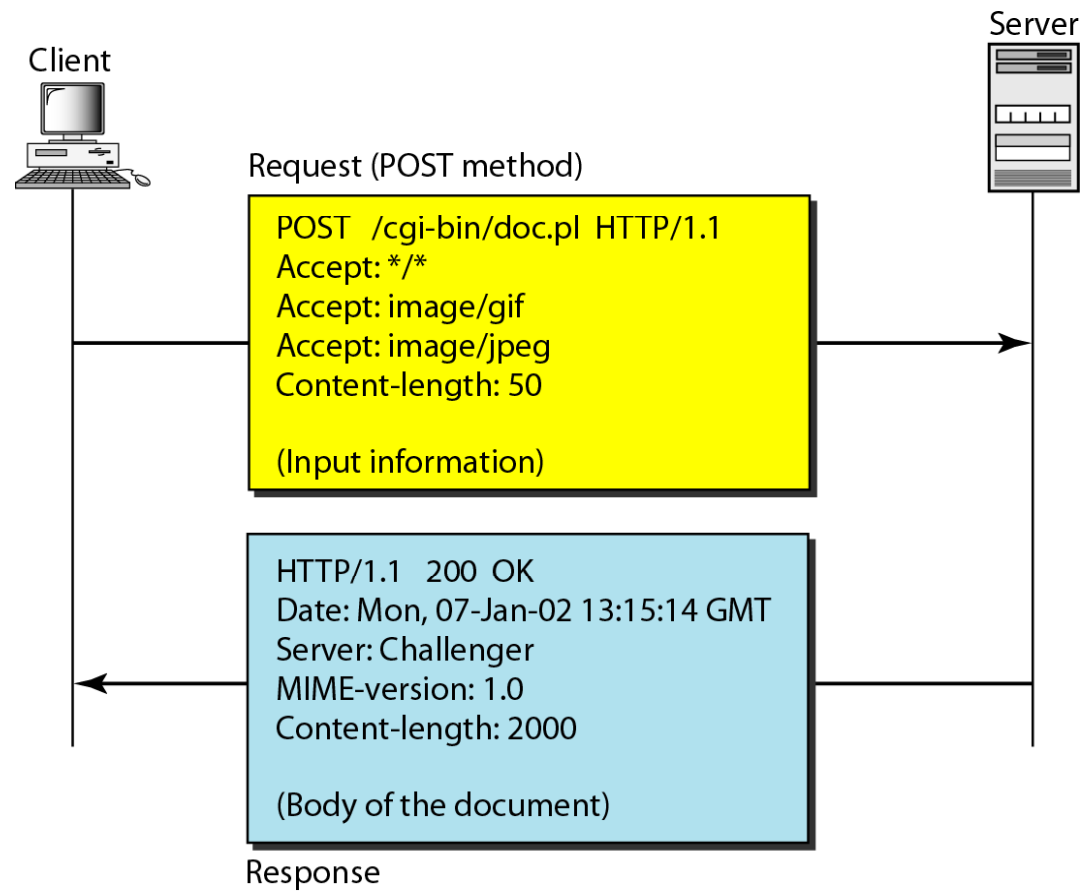 Server
Client
Request (POST method)
POST /cgi-bin/doc.pl HTTP/1.1
Accept: */*
Accept: image/gif
Accept: image/jpeg
Content-length: 50
(Input information)
HTTP/1.1 200 OK
Date: Mon, 07-Jan-02 13:15:14 GMT
Server: Challenger
MIME-version: 1.0
Content-length: 2000
(Body of the document)
Response